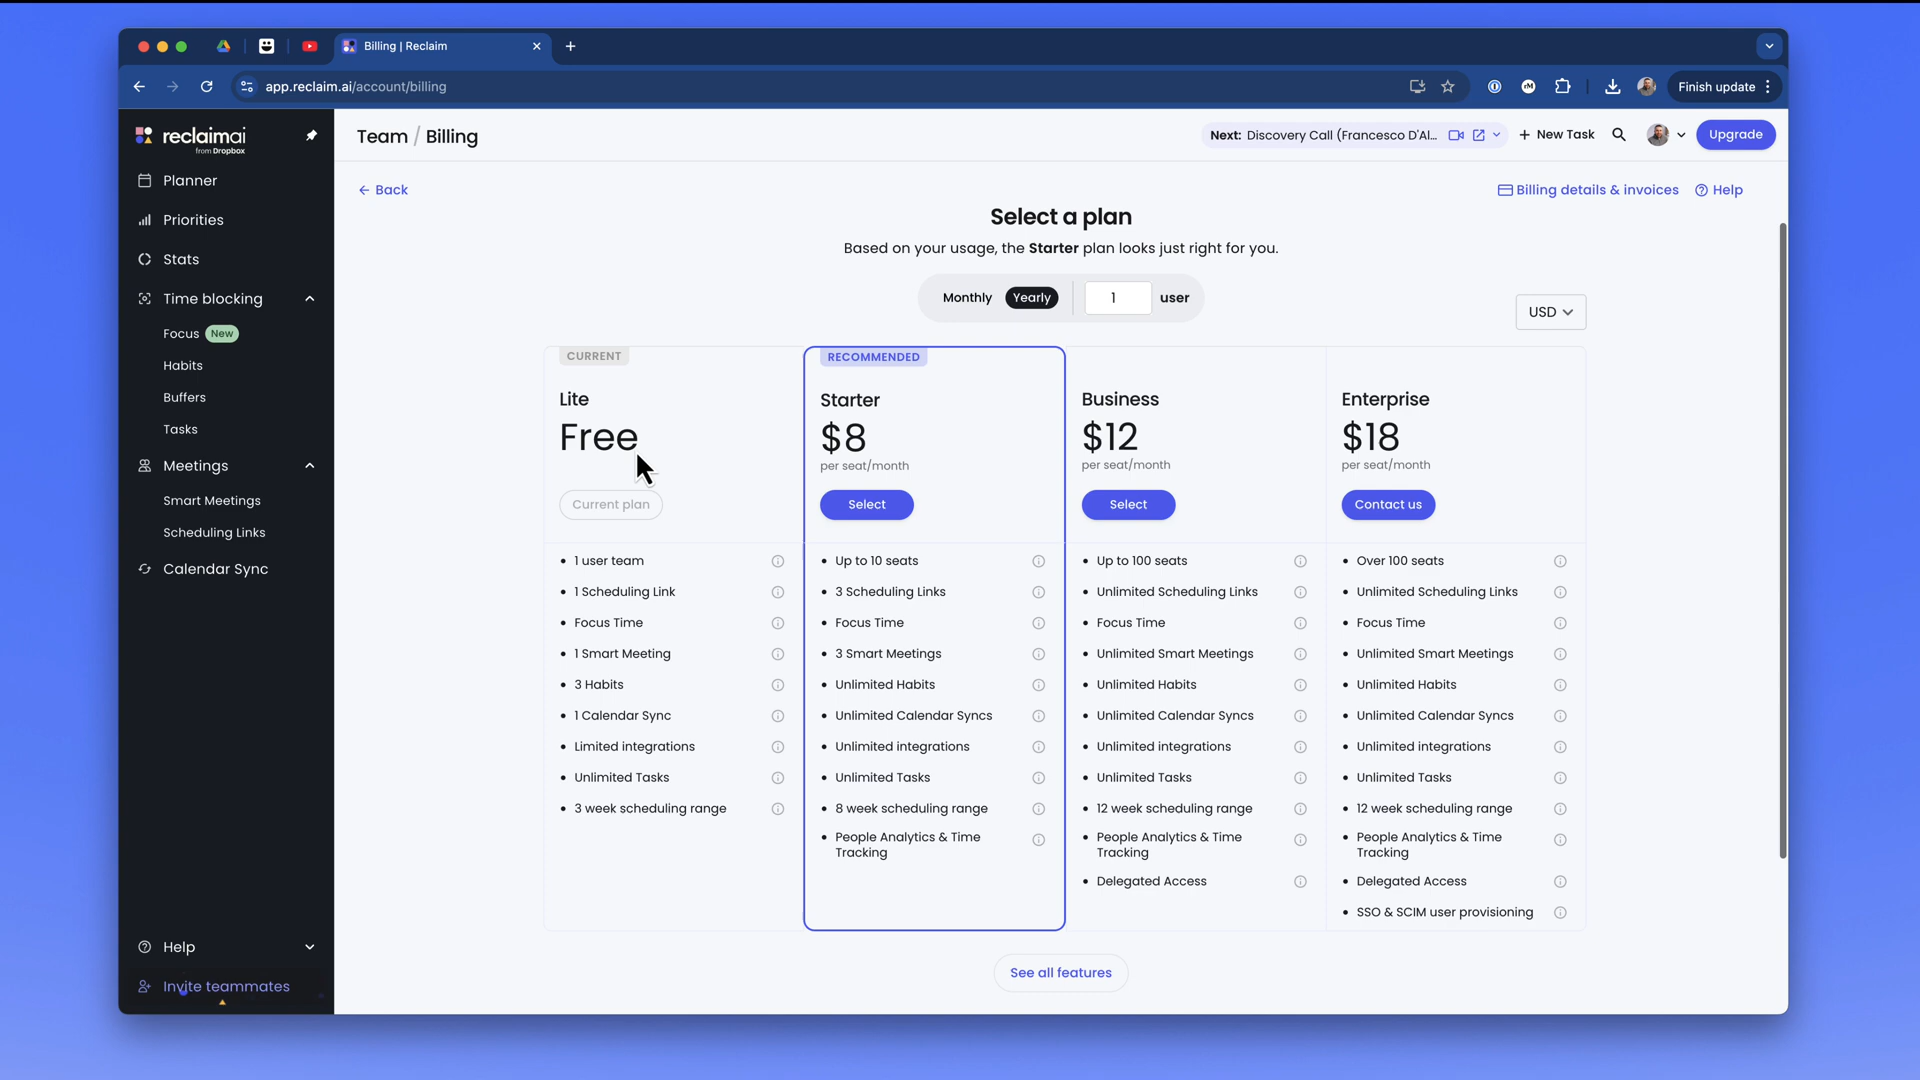 Billing | Reclaim
app.reclaim.ai/account/billing
Finish update
reclaimai
from Dropbox
Planner
Priorities
Stats
Time blocking
Focus New
Habits
Buffers
Tasks
Meetings
Smart Meetings
Scheduling Links
Calendar Sync
Help
Invite teammates
Team / Billing
Next: Discovery Call (Francesco D'Al...
+ New Task
Upgrade
← Back
Billing details & invoices
Help
Select a plan
Based on your usage, the Starter plan looks just right for you.
Monthly Yearly 1 user
USD
CURRENT
Lite
Free
Current plan
• 1 user team
• 1 Scheduling Link
• Focus Time
• 1 Smart Meeting
• 3 Habits
• 1 Calendar Sync
• Limited integrations
• Unlimited Tasks
• 3 week scheduling range
RECOMMENDED
Starter
$8
per seat/month
Select
• Up to 10 seats
• 3 Scheduling Links
• Focus Time
• 3 Smart Meetings
• Unlimited Habits
• Unlimited Calendar Syncs
• Unlimited integrations
• Unlimited Tasks
• 8 week scheduling range
• People Analytics & Time
Tracking
Business
$12
per seat/month
Select
• Up to 100 seats
• Unlimited Scheduling Links
• Focus Time
• Unlimited Smart Meetings
• Unlimited Habits
• Unlimited Calendar Syncs
• Unlimited integrations
• Unlimited Tasks
• 12 week scheduling range
• People Analytics & Time
Tracking
• Delegated Access
Enterprise
$18
per seat/month
Contact us
• Over 100 seats
• Unlimited Scheduling Links
• Focus Time
• Unlimited Smart Meetings
• Unlimited Habits
• Unlimited Calendar Syncs
• Unlimited integrations
• Unlimited Tasks
• 12 week scheduling range
• People Analytics & Time
Tracking
• Delegated Access
• SSO & SCIM user provisioning
See all features